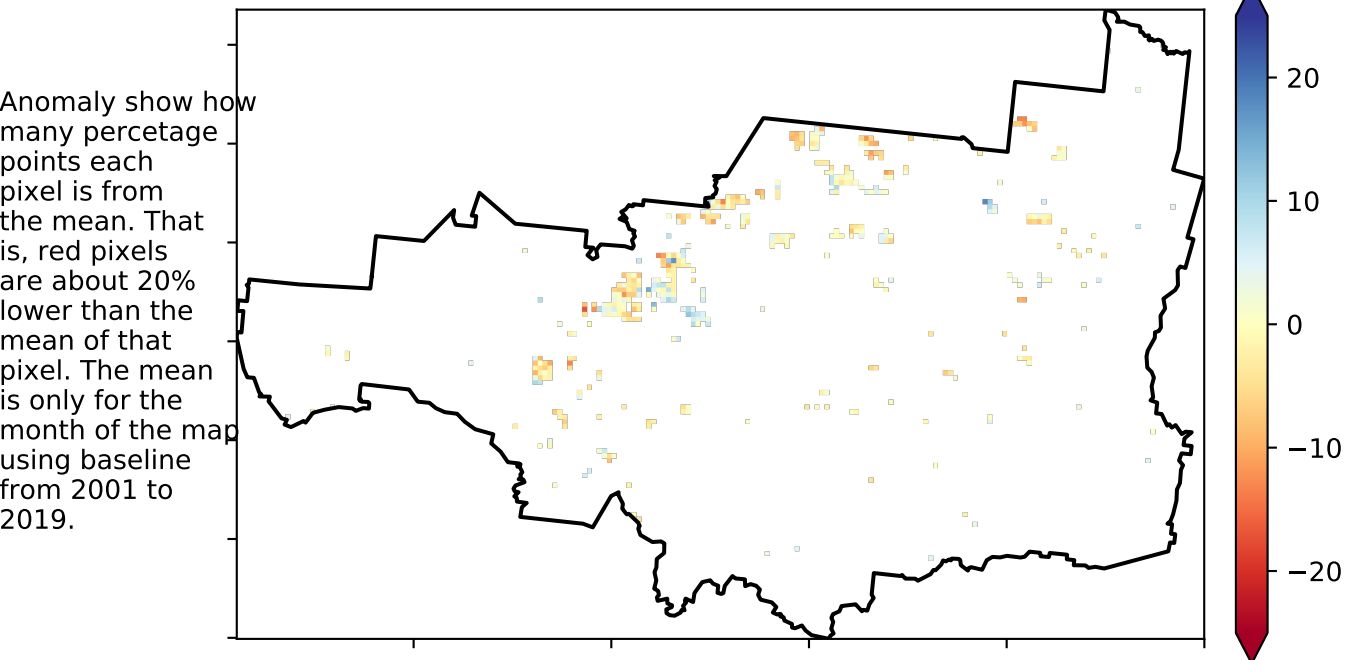 Anomaly show how
many percetage
points each
pixel is from
the mean. That
is, red pixels
are about 20%
lower than the
mean of that
pixel. The mean
is only for the
month of the map
using baseline
from 2001 to
2019.
20
10
0
−10
−20